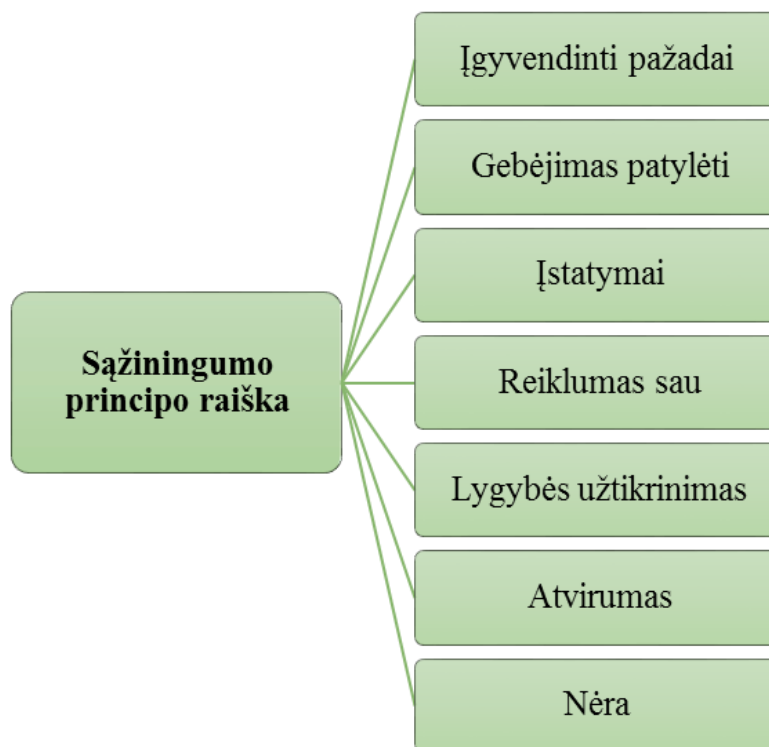 Įgyvendinti pažadai
Gebėjimas patylėti
Įstatymai
Sąžiningumo
principo raiška
Reiklumas sau
Lygybės užtikrinimas
Atvirumas
Nėra